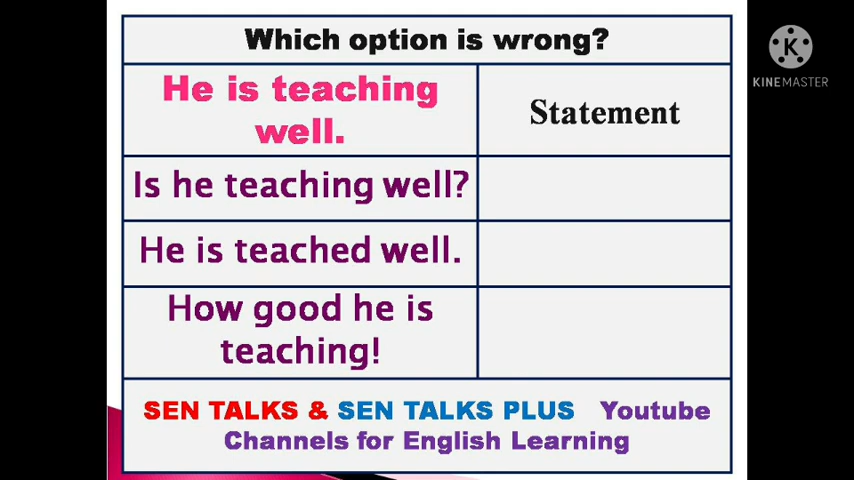 Which option is wrong?
He is teaching
well.
Statement
Is he teaching well?
He is teached well.
How good he is
teaching!
SEN TALKS & SEN TALKS PLUS Youtube
Channels for English Learning
K
KINEMASTER